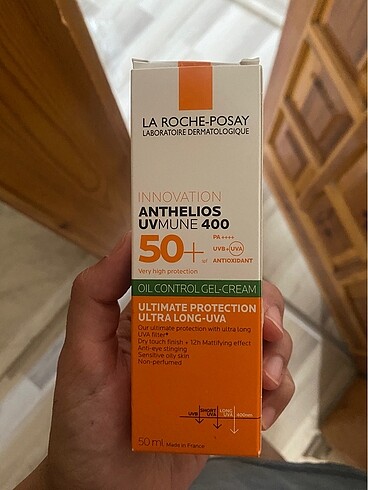 LA ROCHE-POSAY
LABORATOIRE DERMATOLOGIQUE
INNOVATION
ANTHELIOS
UVMUNE 400
50+
SPF
PA ++++
UVB+UVA
ANTIOXIDANT
Very high protection
OIL CONTROL GEL-CREAM
ULTIMATE PROTECTION
ULTRA LONG-UVA
Our ultimate protection with ultra long
UVA filter*
Dry touch finish + 12h Mattifying effect
Anti-eye stinging
Sensitive oily skin
Non-perfumed
UVB
SHORT
UVA
LONG
UVA
400nm
50 ml Made in France